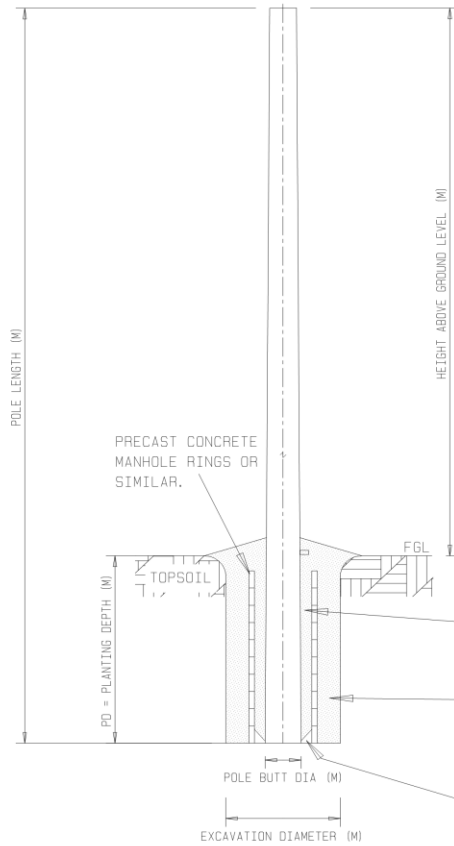 POLE LENGTH (M)
HEIGHT ABOVE GROUND LEVEL (M)
PRECAST CONCRETE
MANHOLE RINGS OR
SIMILAR.
FGL
TOPSOIL
PD = PLANTING DEPTH (M)
POLE BUTT DIA (M)
EXCAVATION DIAMETER (M)